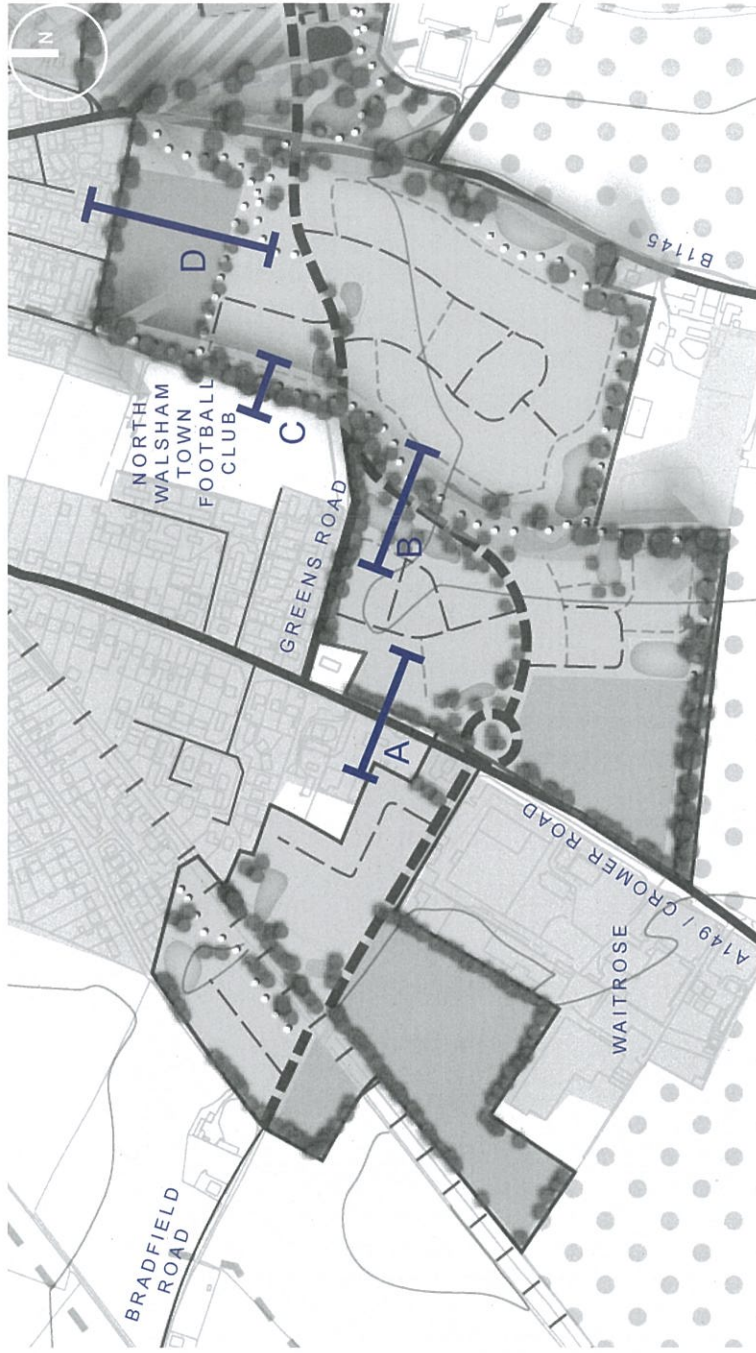 N
D
B1145
NORTH
WALSHAM
TOWN
FOOTBALL
CLUB
C
GREENS ROAD
B
A
A149 / CROMER ROAD
WAITROSE
BRADFIELD
ROAD